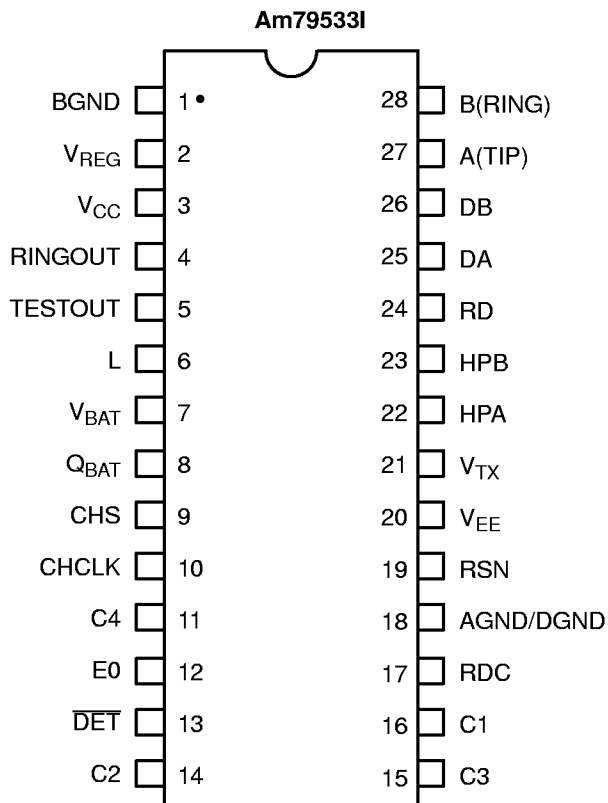 Am79533I
BGND 1 28 B(RING)
VREG 2 27 A(TIP)
VCC 3 26 DB
RINGOUT 4 25 DA
TESTOUT 5 24 RD
L 6 23 HPB
VBAT 7 22 HPA
QBAT 8 21 VTX
CHS 9 20 VEE
CHCLK 10 19 RSN
C4 11 18 AGND/DGND
E0 12 17 RDC
D̅E̅T̅ 13 16 C1
C2 14 15 C3